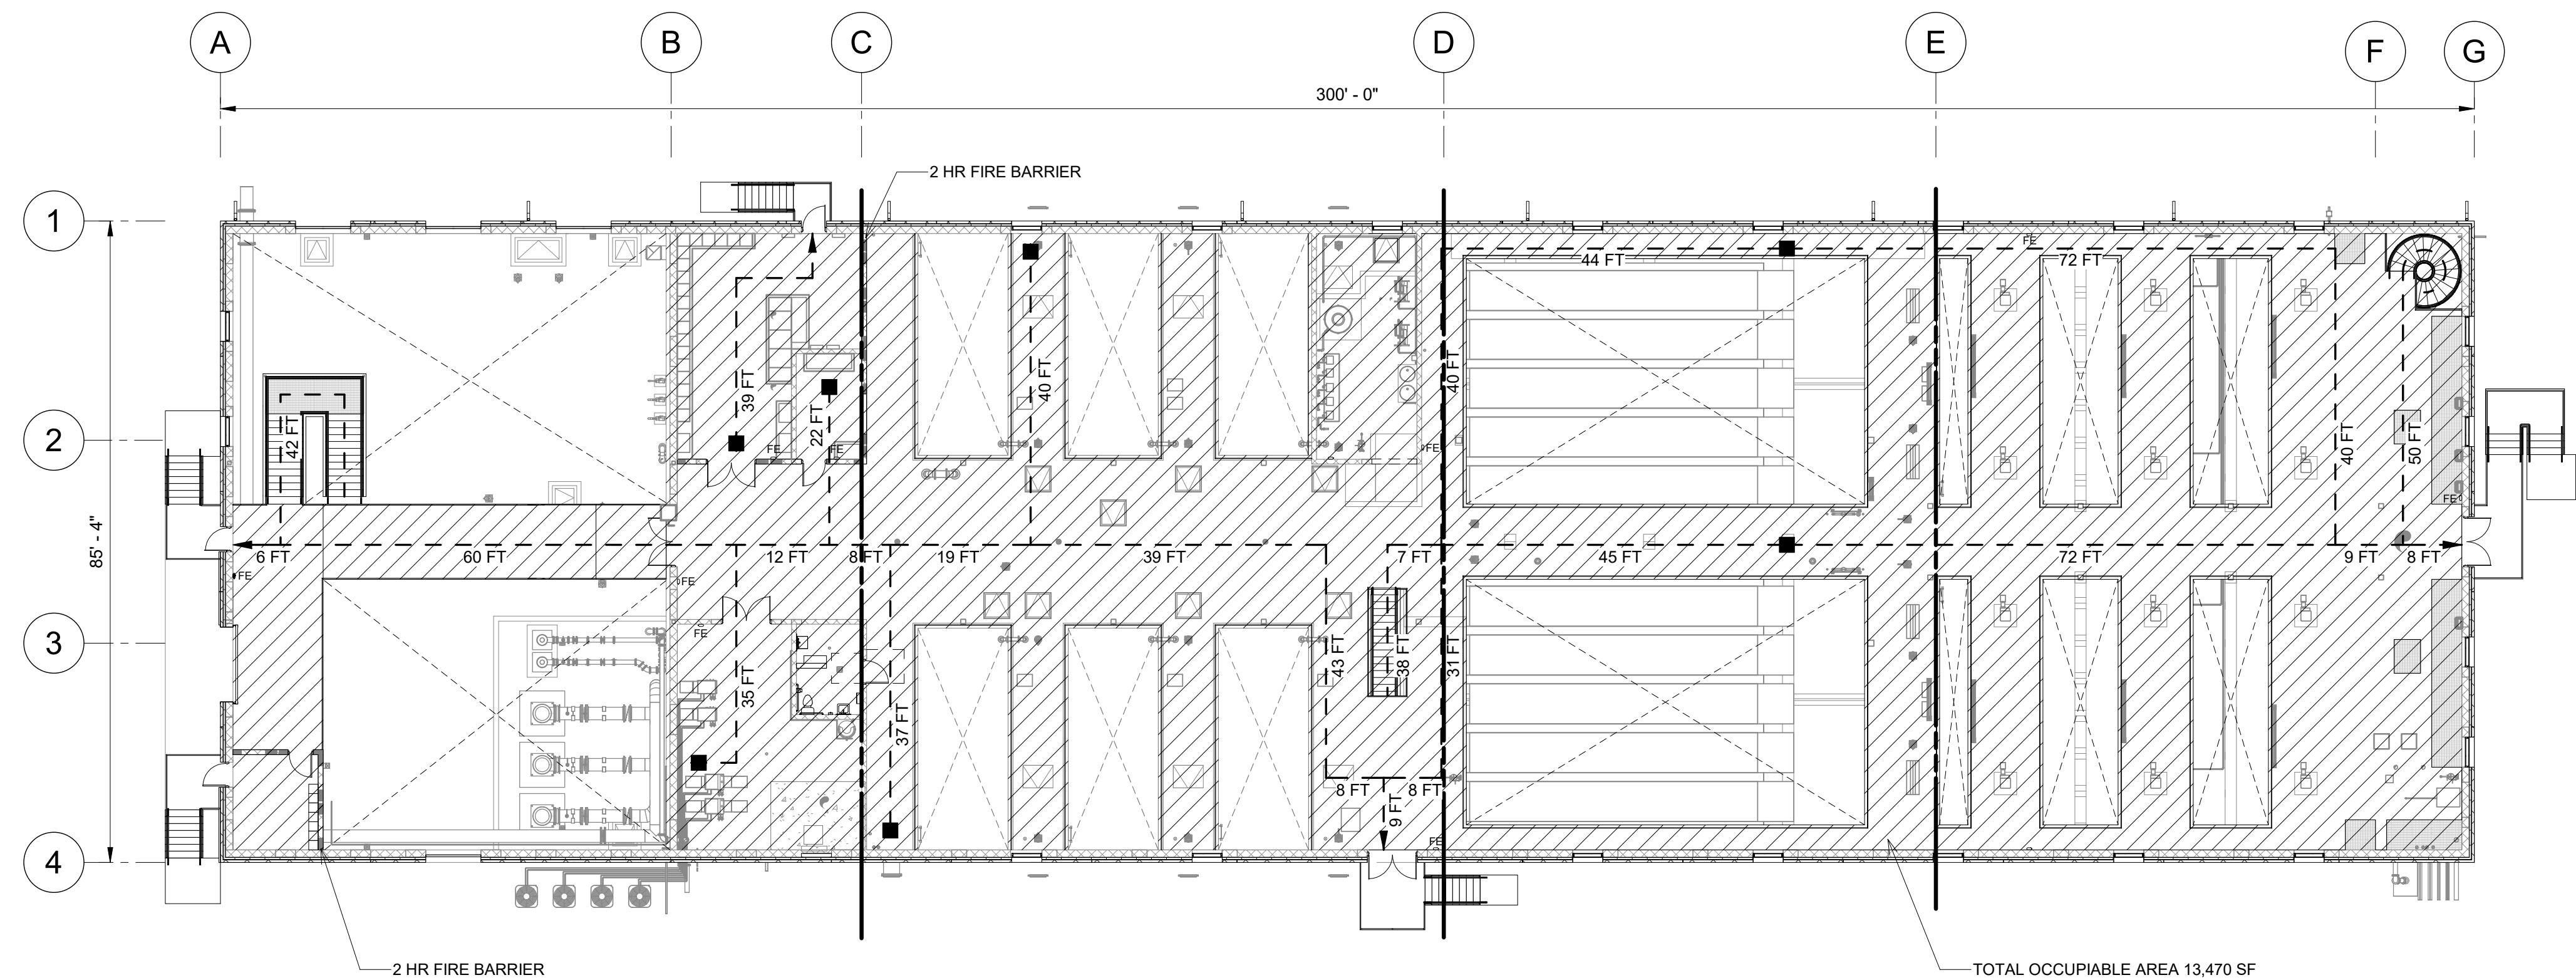 A B C D E F G
300' - 0"
1
2 HR FIRE BARRIER
FE
44 FT 72 FT
39 FT
40 FT
40 FT
22 FT
2
42 FT
FE FE
FE
40 FT
50 FT
FE
85' - 4"
6 FT 60 FT 12 FT 8 FT 19 FT 39 FT 7 FT 45 FT 72 FT 9 FT 8 FT
FE
FE
FE
3
43 FT
38 FT
31 FT
35 FT
37 FT
8 FT 8 FT
9 FT
FE
4
2 HR FIRE BARRIER
TOTAL OCCUPIABLE AREA 13,470 SF